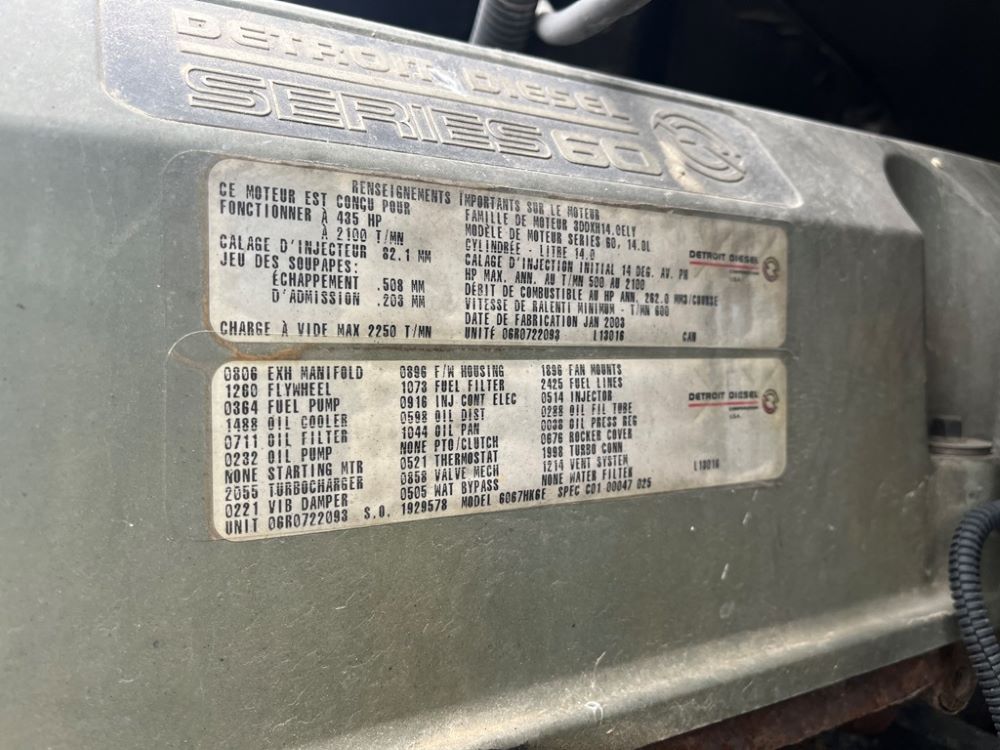 DETROIT DIESEL
SERIES 60
RENSEIGNEMENTS IMPORTANTS SUR LE MOTEUR
CE MOTEUR EST CONÇU POUR
FONCTIONNER À 435 HP
À 2100 T/MN
CALAGE D'INJECTEUR 82.1 MM
JEU DES SOUPAPES:
ÉCHAPPEMENT .508 MM
D'ADMISSION .203 MM
CHARGE À VIDE MAX 2250 T/MN
FAMILLE DE MOTEUR 3DDXH14.0ELY
MODÈLE DE MOTEUR SERIES 60, 14.0L
CYLINDRÉE - LITRE 14.0
CALAGE D'INJECTION INITIAL 14 DEG. AV. PM
HP MAX. ANN. AU T/MN 500 AU 2100
DÉBIT DE COMBUSTIBLE AU HP ANN. 262.0 MM3/COURSE
VITESSE DE RALENTI MINIMUM - T/MN 600
DATE DE FABRICATION JAN 2003
UNITÉ 06R0722093 L13016 CAN
DETROIT DIESEL
CORPORATION
U.S.A.
0806 EXH MANIFOLD 0896 F/W HOUSING 1896 FAN MOUNTS
1260 FLYWHEEL 1073 FUEL FILTER 2425 FUEL LINES
0364 FUEL PUMP 0916 INJ CONT ELEC 0514 INJECTOR
1488 OIL COOLER 0598 OIL DIST 0288 OIL FIL TUBE
0711 OIL FILTER 1044 OIL PAN 0038 OIL PRESS REG
0232 OIL PUMP NONE PTO/CLUTCH 0676 ROCKER COVER
NONE STARTING MTR 0521 THERMOSTAT 1998 TURBO CONN
2055 TURBOCHARGER 0858 VALVE MECH 1214 VENT SYSTEM
0221 VIB DAMPER 0505 WAT BYPASS NONE WATER FILTER
UNIT 06R0722093 S.O. 1929578 MODEL 6067HK6E SPEC C01 00047 025
DETROIT DIESEL
CORPORATION
U.S.A.
L13016